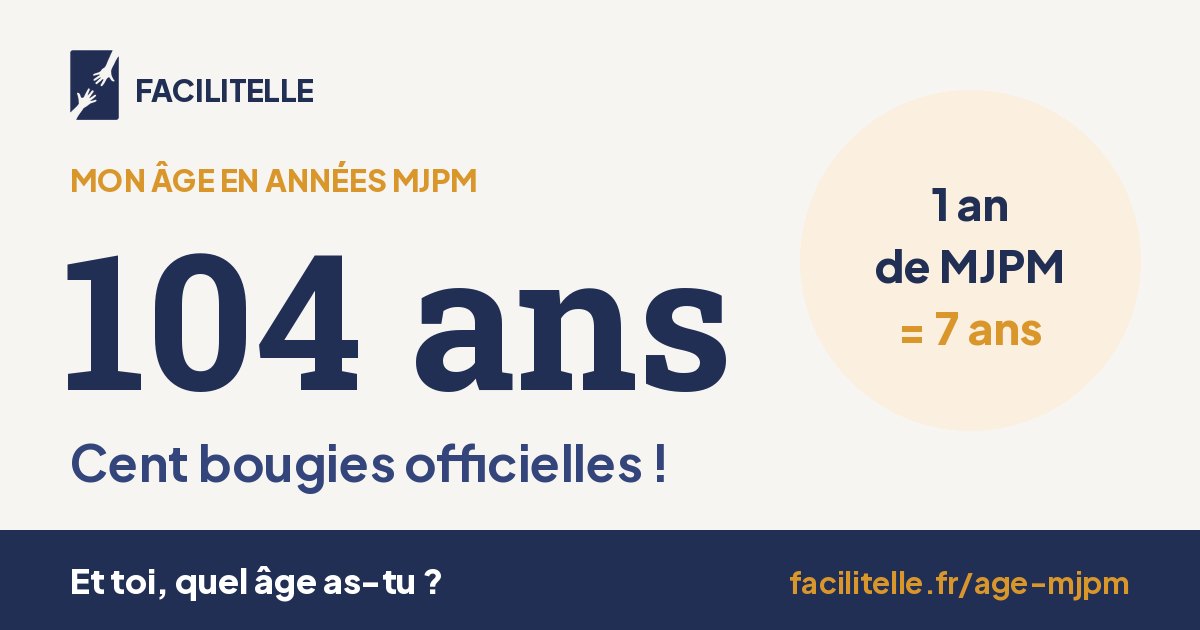 FACILITELLE
MON ÂGE EN ANNÉES MJPM
104 ans
Cent bougies officielles !
1 an
de MJPM
= 7 ans
Et toi, quel âge as-tu ?
facilitelle.fr/age-mjpm